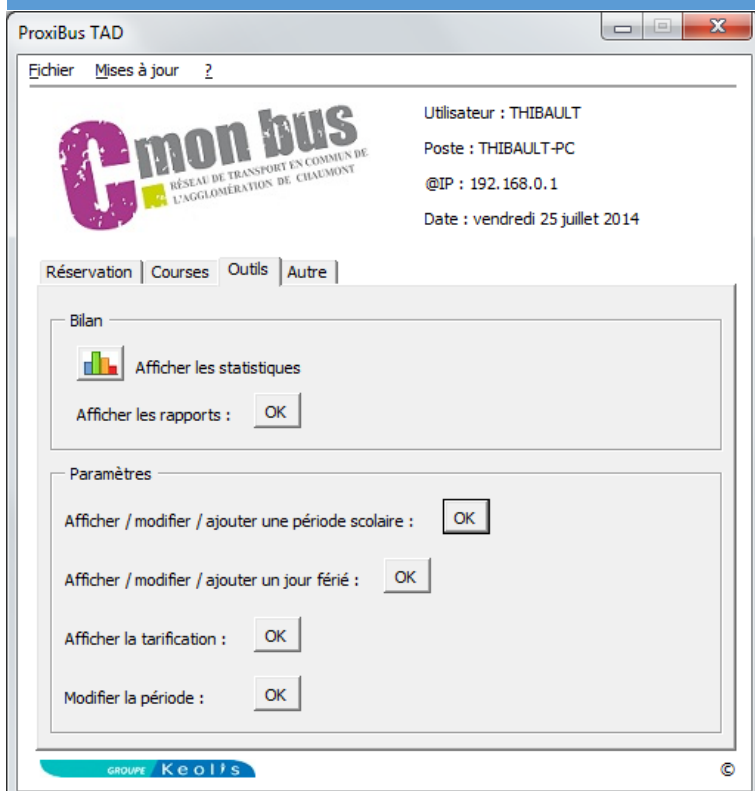 ProxiBus TAD
Fichier Mises à jour ?
Cmon bus
RÉSEAU DE TRANSPORT EN COMMUN DE
L'AGGLOMÉRATION DE CHAUMONT
Utilisateur : THIBAULT
Poste : THIBAULT-PC
@IP : 192.168.0.1
Date : vendredi 25 juillet 2014
Réservation Courses Outils Autre
Bilan
Afficher les statistiques
Afficher les rapports : OK
Paramètres
Afficher / modifier / ajouter une période scolaire : OK
Afficher / modifier / ajouter un jour férié : OK
Afficher la tarification : OK
Modifier la période : OK
GROUPE Keolis ©